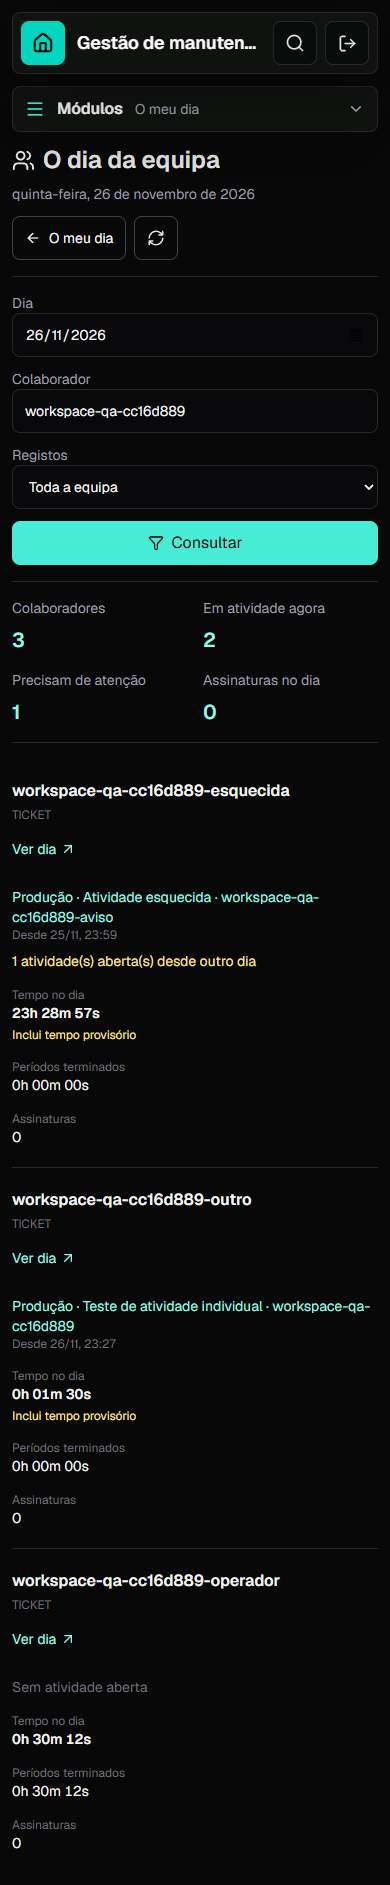 Gestão de manuten...
Módulos O meu dia
O dia da equipa
quinta-feira, 26 de novembro de 2026
O meu dia
Dia
26/11/2026
Colaborador
workspace-qa-cc16d889
Registos
Toda a equipa
Consultar
Colaboradores Em atividade agora
3 2
Precisam de atenção Assinaturas no dia
1 0
workspace-qa-cc16d889-esquecida
TICKET
Ver dia
Produção · Atividade esquecida · workspace-qa-
cc16d889-aviso
Desde 25/11, 23:59
1 atividade(s) aberta(s) desde outro dia
Tempo no dia
23h 28m 57s
Inclui tempo provisório
Períodos terminados
0h 00m 00s
Assinaturas
0
workspace-qa-cc16d889-outro
TICKET
Ver dia
Produção · Teste de atividade individual · workspace-qa-
cc16d889
Desde 26/11, 23:27
Tempo no dia
0h 01m 30s
Inclui tempo provisório
Períodos terminados
0h 00m 00s
Assinaturas
0
workspace-qa-cc16d889-operador
TICKET
Ver dia
Sem atividade aberta
Tempo no dia
0h 30m 12s
Períodos terminados
0h 30m 12s
Assinaturas
0